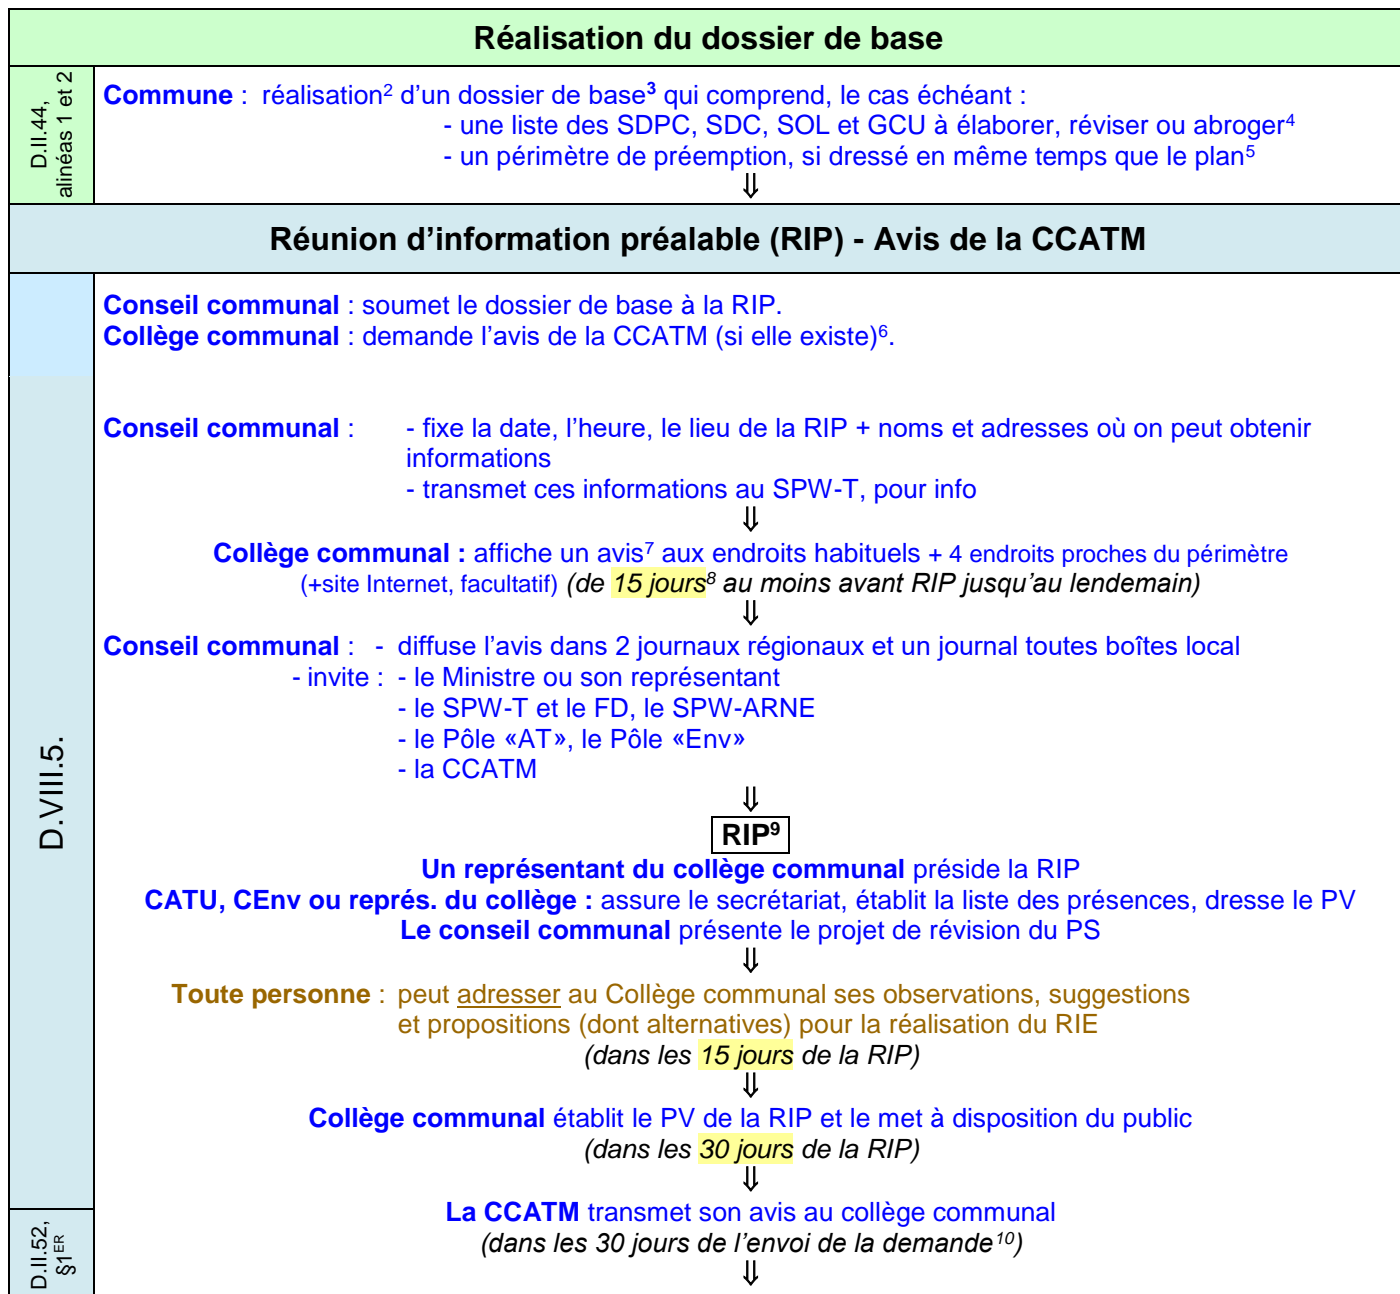 Réalisation du dossier de base
D.II.44,
alinéas 1 et 2
Commune : réalisation² d’un dossier de base³ qui comprend, le cas échéant :
- une liste des SDPC, SDC, SOL et GCU à élaborer, réviser ou abroger⁴
- un périmètre de préemption, si dressé en même temps que le plan⁵
⇓
Réunion d’information préalable (RIP) - Avis de la CCATM
Conseil communal : soumet le dossier de base à la RIP.
Collège communal : demande l’avis de la CCATM (si elle existe)⁶.
D.VIII.5.
Conseil communal : - fixe la date, l’heure, le lieu de la RIP + noms et adresses où on peut obtenir
informations
- transmet ces informations au SPW-T, pour info
⇓
Collège communal : affiche un avis⁷ aux endroits habituels + 4 endroits proches du périmètre
(+site Internet, facultatif) (de 15 jours⁸ au moins avant RIP jusqu’au lendemain)
⇓
Conseil communal : - diffuse l’avis dans 2 journaux régionaux et un journal toutes boîtes local
- invite : - le Ministre ou son représentant
- le SPW-T et le FD, le SPW-ARNE
- le Pôle «AT», le Pôle «Env»
- la CCATM
⇓
RIP⁹
Un représentant du collège communal préside la RIP
CATU, CEnv ou représ. du collège : assure le secrétariat, établit la liste des présences, dresse le PV
Le conseil communal présente le projet de révision du PS
⇓
Toute personne : peut adresser au Collège communal ses observations, suggestions
et propositions (dont alternatives) pour la réalisation du RIE
(dans les 15 jours de la RIP)
⇓
Collège communal établit le PV de la RIP et le met à disposition du public
(dans les 30 jours de la RIP)
⇓
D.II.52,
§1ᴱᴿ
La CCATM transmet son avis au collège communal
(dans les 30 jours de l’envoi de la demande¹⁰)
⇓